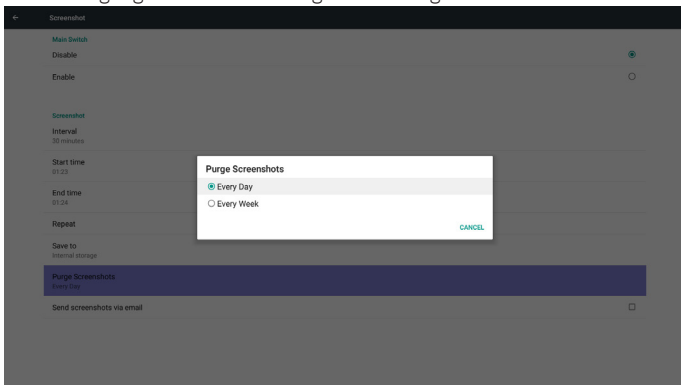 Screenshot
Main Switch
Disable
Enable
Screenshot
Interval
30 minutes
Start time
01:23
End time
01:24
Repeat
Save to
Internal storage
Purge Screenshots
Every Day
Send screenshots via email
Purge Screenshots
Every Day
Every Week
CANCEL